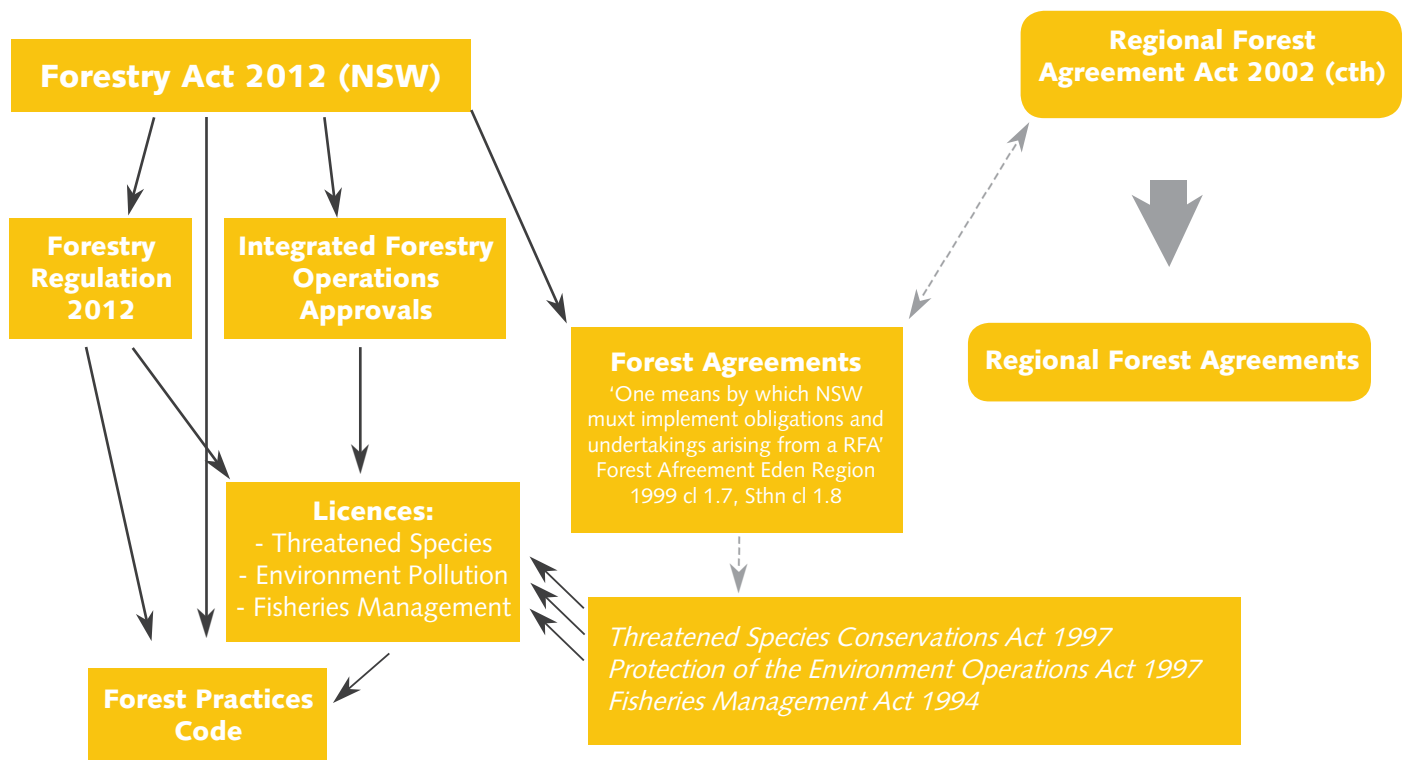 Forestry Act 2012 (NSW)
Regional Forest
Agreement Act 2002 (cth)
Forestry
Regulation
2012
Integrated Forestry
Operations
Approvals
Forest Agreements
‘One means by which NSW
muxt implement obligations and
undertakings arising from a RFA’
Forest Afreement Eden Region
1999 cl 1.7, Sthn cl 1.8
Regional Forest Agreements
Licences:
- Threatened Species
- Environment Pollution
- Fisheries Management
Threatened Species Conservations Act 1997
Protection of the Environment Operations Act 1997
Fisheries Management Act 1994
Forest Practices
Code